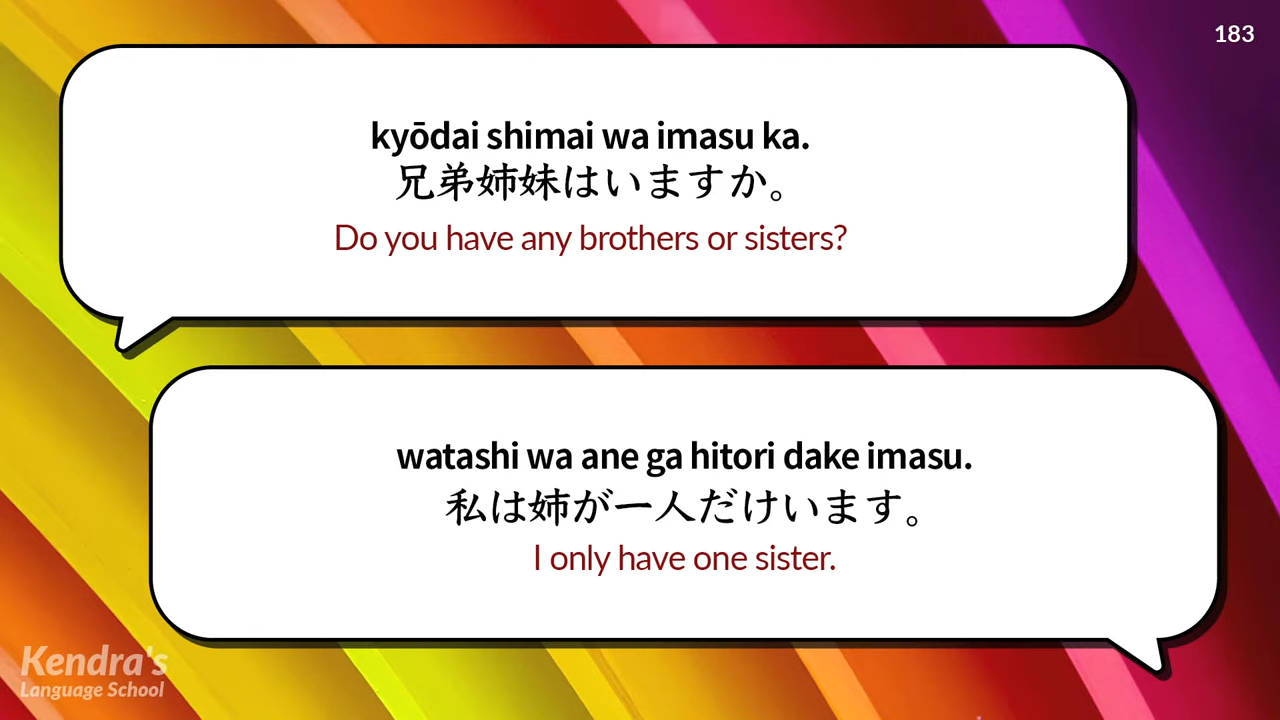 183
kyōdai shimai wa imasu ka.
兄弟姉妹はいますか。
Do you have any brothers or sisters?
watashi wa ane ga hitori dake imasu.
私は姉が一人だけいます。
I only have one sister.
Kendra's
Language School